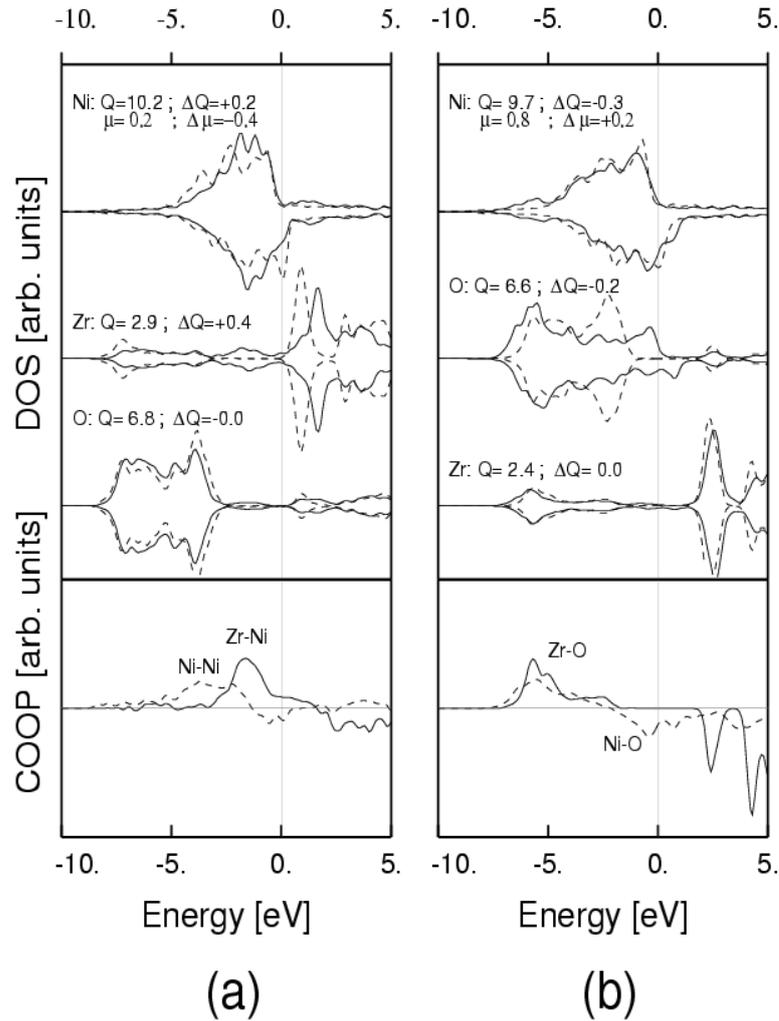 -10. -5. 0. 5.
-10. -5. 0. 5.
DOS [arb. units]
COOP [arb. units]
Ni: Q=10.2 ; ΔQ=+0.2
μ= 0.2 ; Δ μ=−0.4
Zr: Q= 2.9 ; ΔQ=+0.4
O: Q= 6.8 ; ΔQ=-0.0
Zr-Ni
Ni-Ni
Ni: Q= 9.7 ; ΔQ=-0.3
μ= 0.8 ; Δ μ=+0.2
O: Q= 6.6 ; ΔQ=-0.2
Zr: Q= 2.4 ; ΔQ= 0.0
Zr-O
Ni-O
-10. -5. 0. 5.
-10. -5. 0. 5.
Energy [eV]
Energy [eV]
(a)
(b)